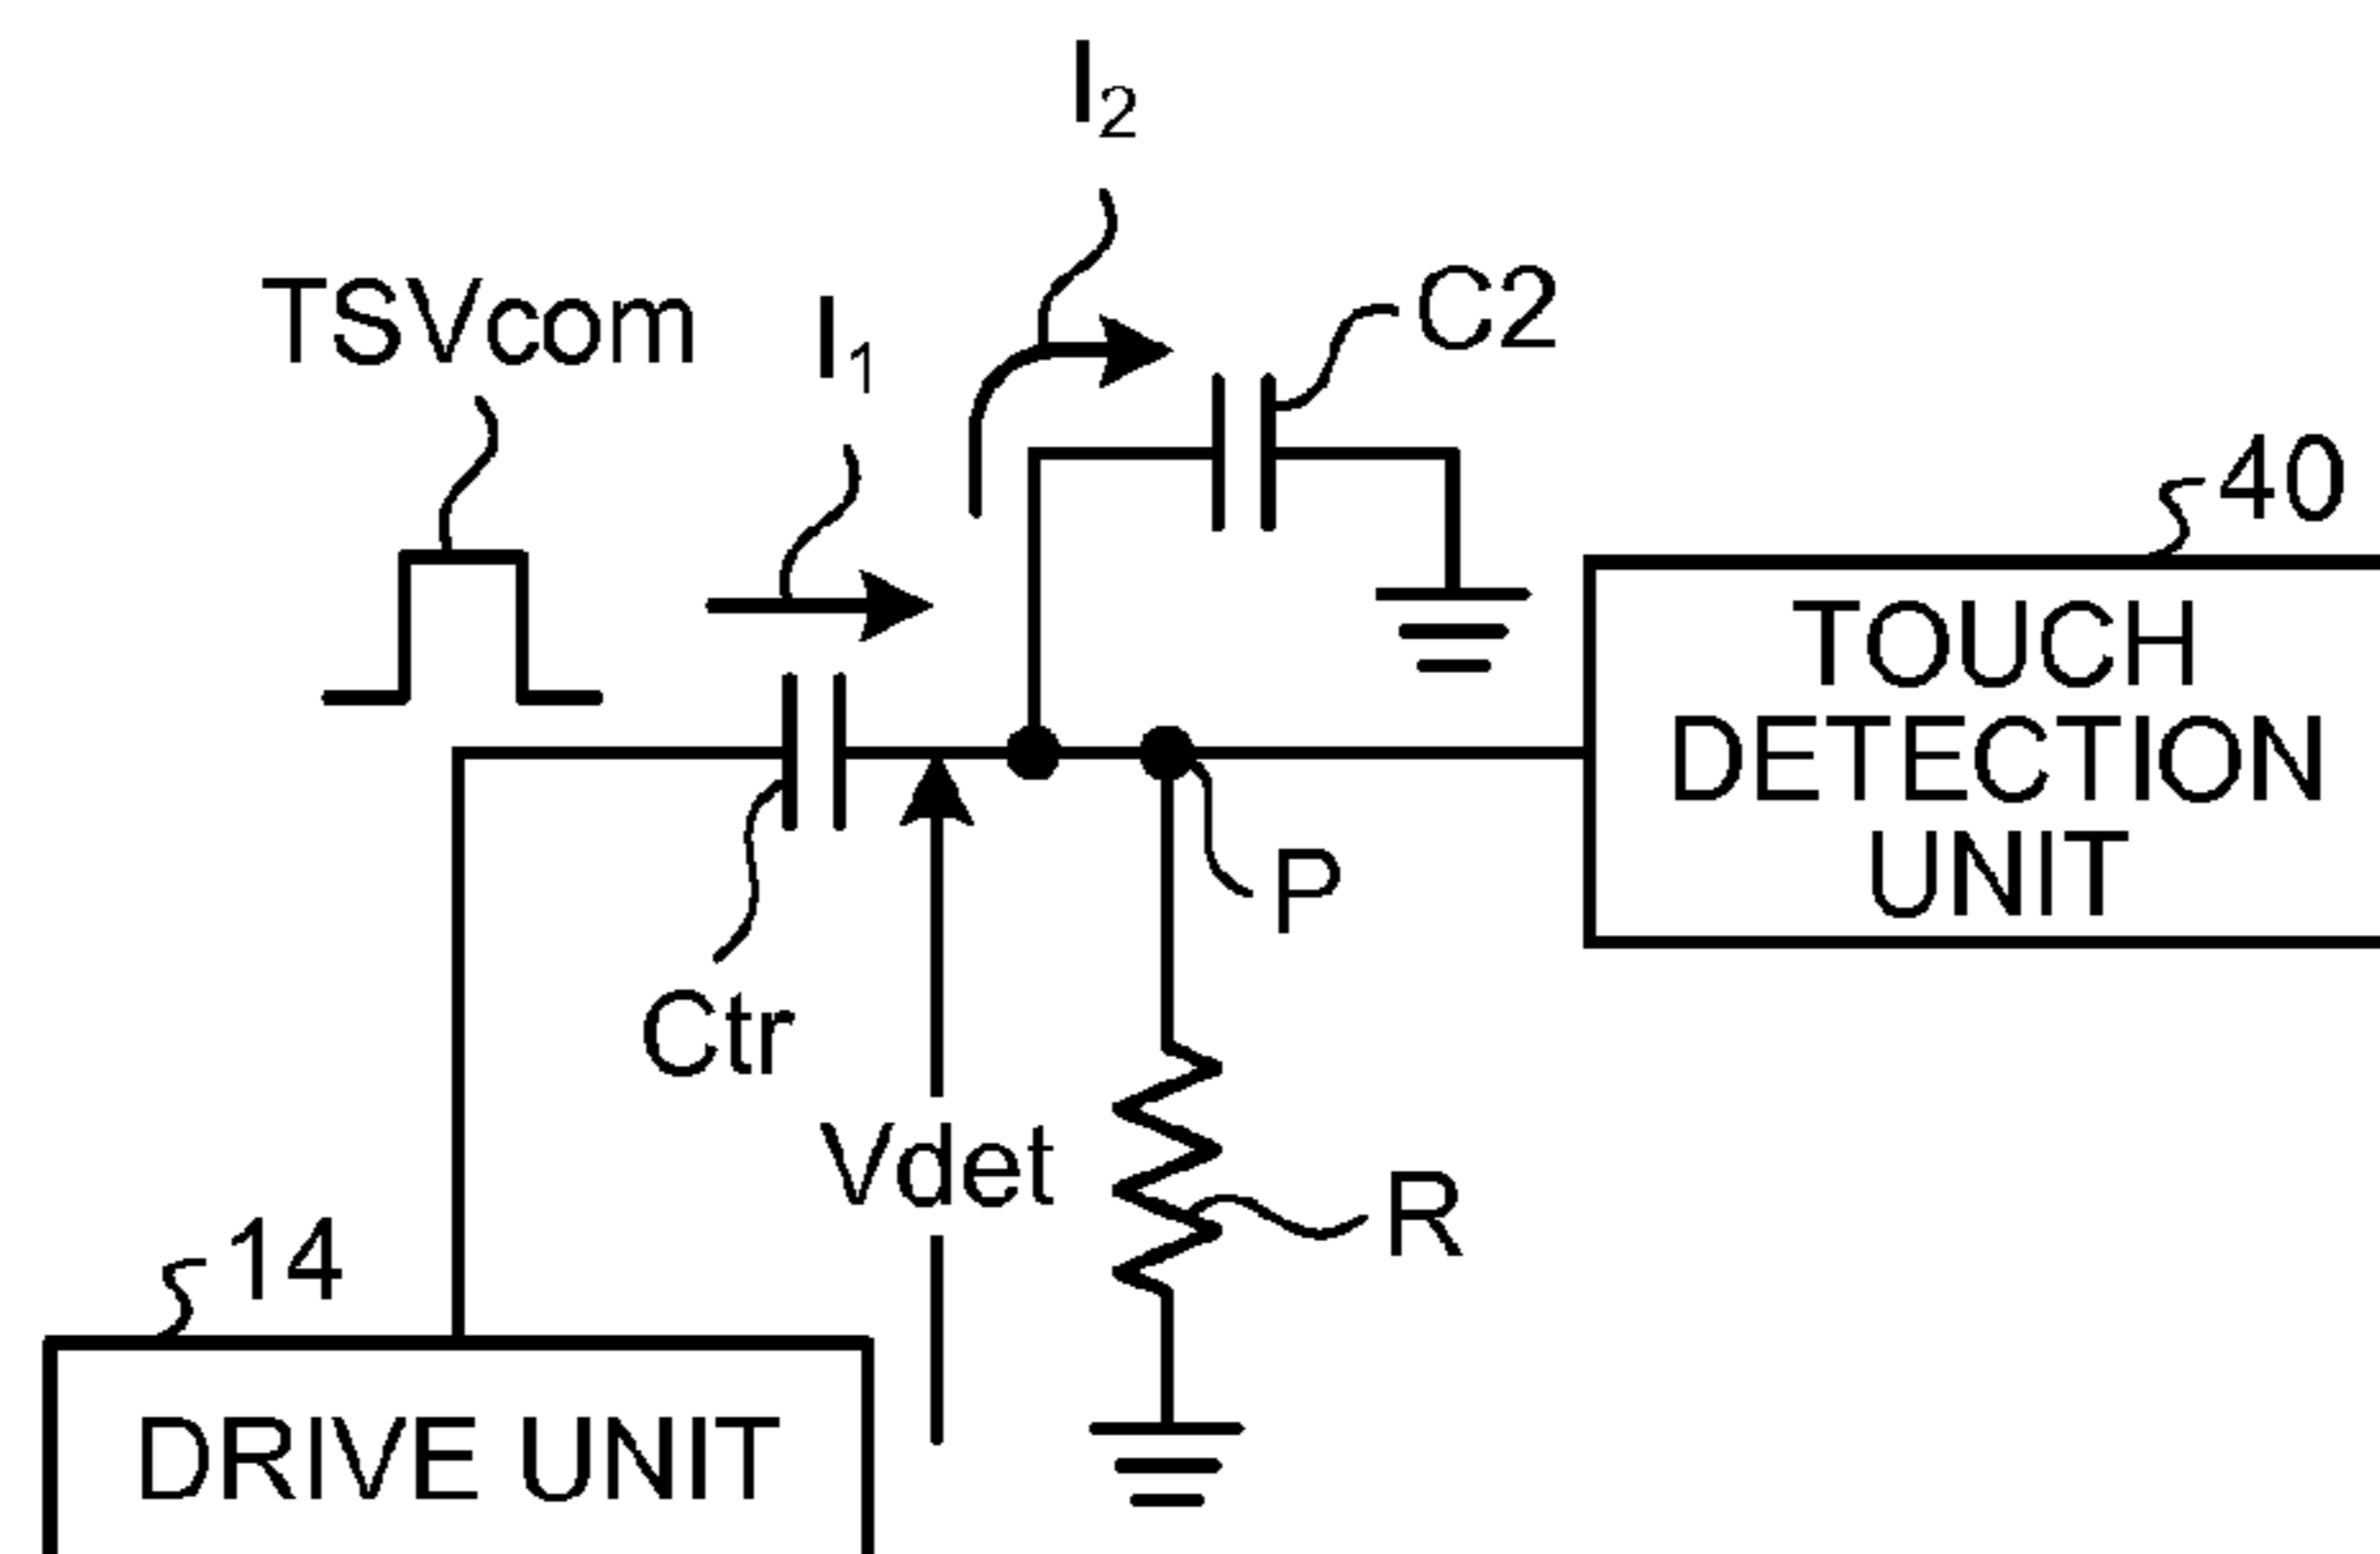 I2
TSVcom
I1
C2
40
TOUCH
DETECTION
UNIT
P
Ctr
Vdet
R
14
DRIVE UNIT